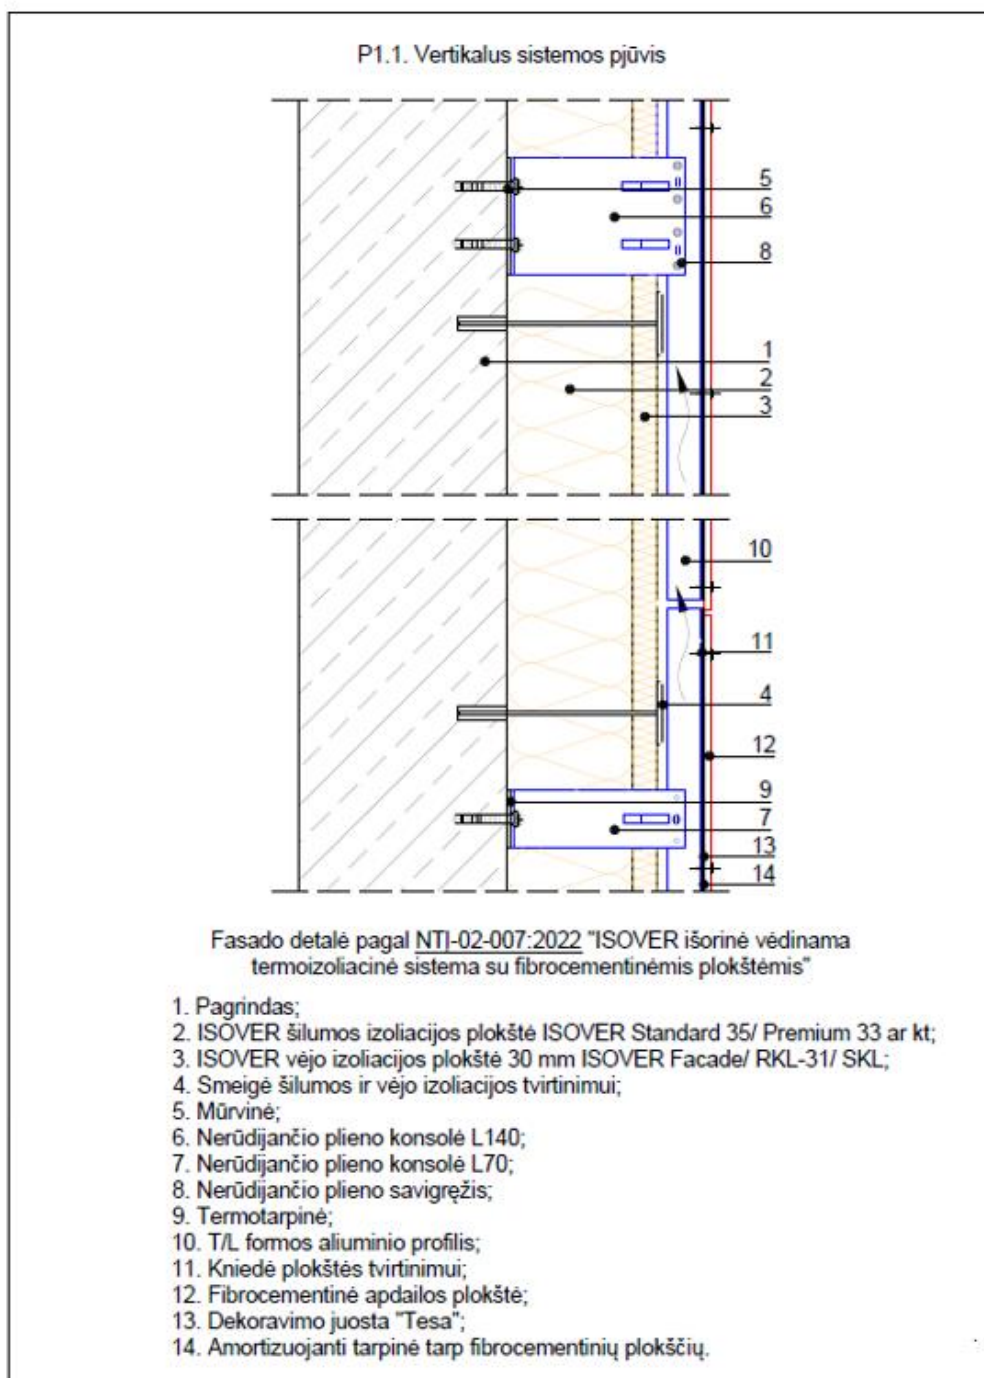 P1.1. Vertikalus sistemos pjūvis
5
6
8
1
2
3
10
11
4
12
9
7
13
14
Fasado detalė pagal NTĮ-02-007:2022 "ISOVER išorinė vėdinama
termoizoliacinė sistema su fibrocementinėmis plokštėmis"
1. Pagrindas;
2. ISOVER šilumos izoliacijos plokštė ISOVER Standard 35/ Premium 33 ar kt;
3. ISOVER vėjo izoliacijos plokštė 30 mm ISOVER Facade/ RKL-31/ SKL;
4. Smeigė šilumos ir vėjo izoliacijos tvirtinimui;
5. Mūrvinė;
6. Nerūdijančio plieno konsolė L140;
7. Nerūdijančio plieno konsolė L70;
8. Nerūdijančio plieno savigręžis;
9. Termotarpinė;
10. T/L formos aliuminio profilis;
11. Kniedė plokštės tvirtinimui;
12. Fibrocementinė apdailos plokštė;
13. Dekoravimo juosta "Tesa";
14. Amortizuojanti tarpinė tarp fibrocementinių plokščių.